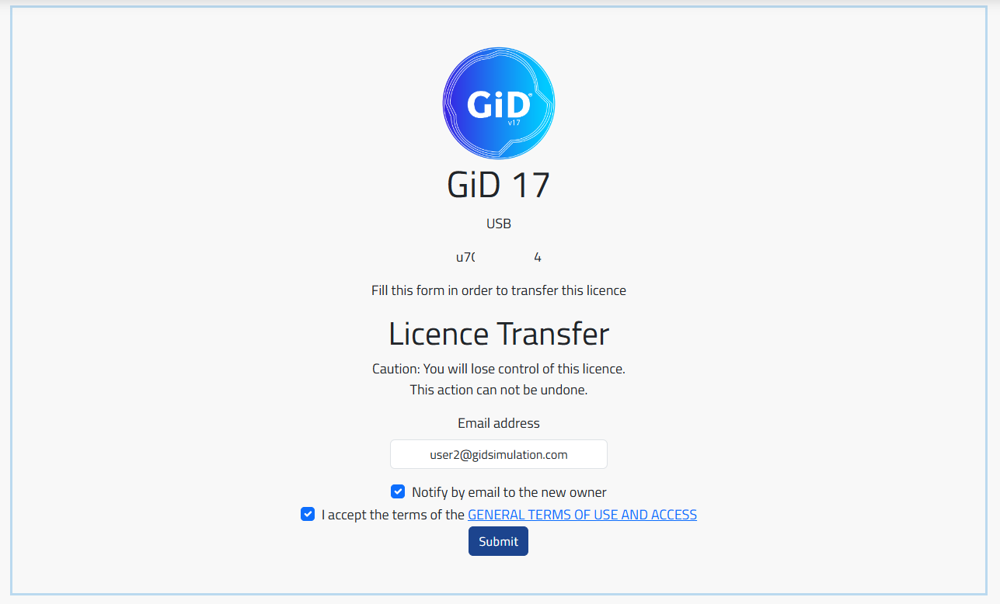 GiD
v17
GiD 17
USB
u70 4
Fill this form in order to transfer this licence
Licence Transfer
Caution: You will lose control of this licence.
This action can not be undone.
Email address
user2@gidsimulation.com
Notify by email to the new owner
I accept the terms of the GENERAL TERMS OF USE AND ACCESS
Submit